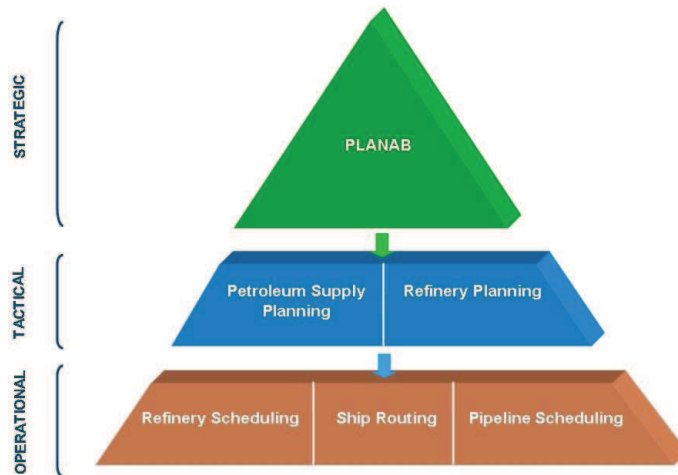 STRATEGIC
PLANAB
TACTICAL
Petroleum Supply
Planning
Refinery Planning
OPERATIONAL
Refinery Scheduling
Ship Routing
Pipeline Scheduling